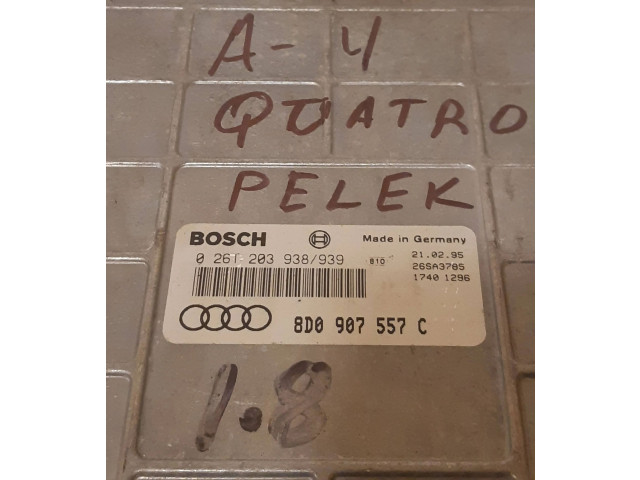 A-4
QUATRO
PELEK
BOSCH Made in Germany
0 261 203 938/939 B10 21.02.95
26SA3785
1740 1296
8D0 907 557 C
1.8